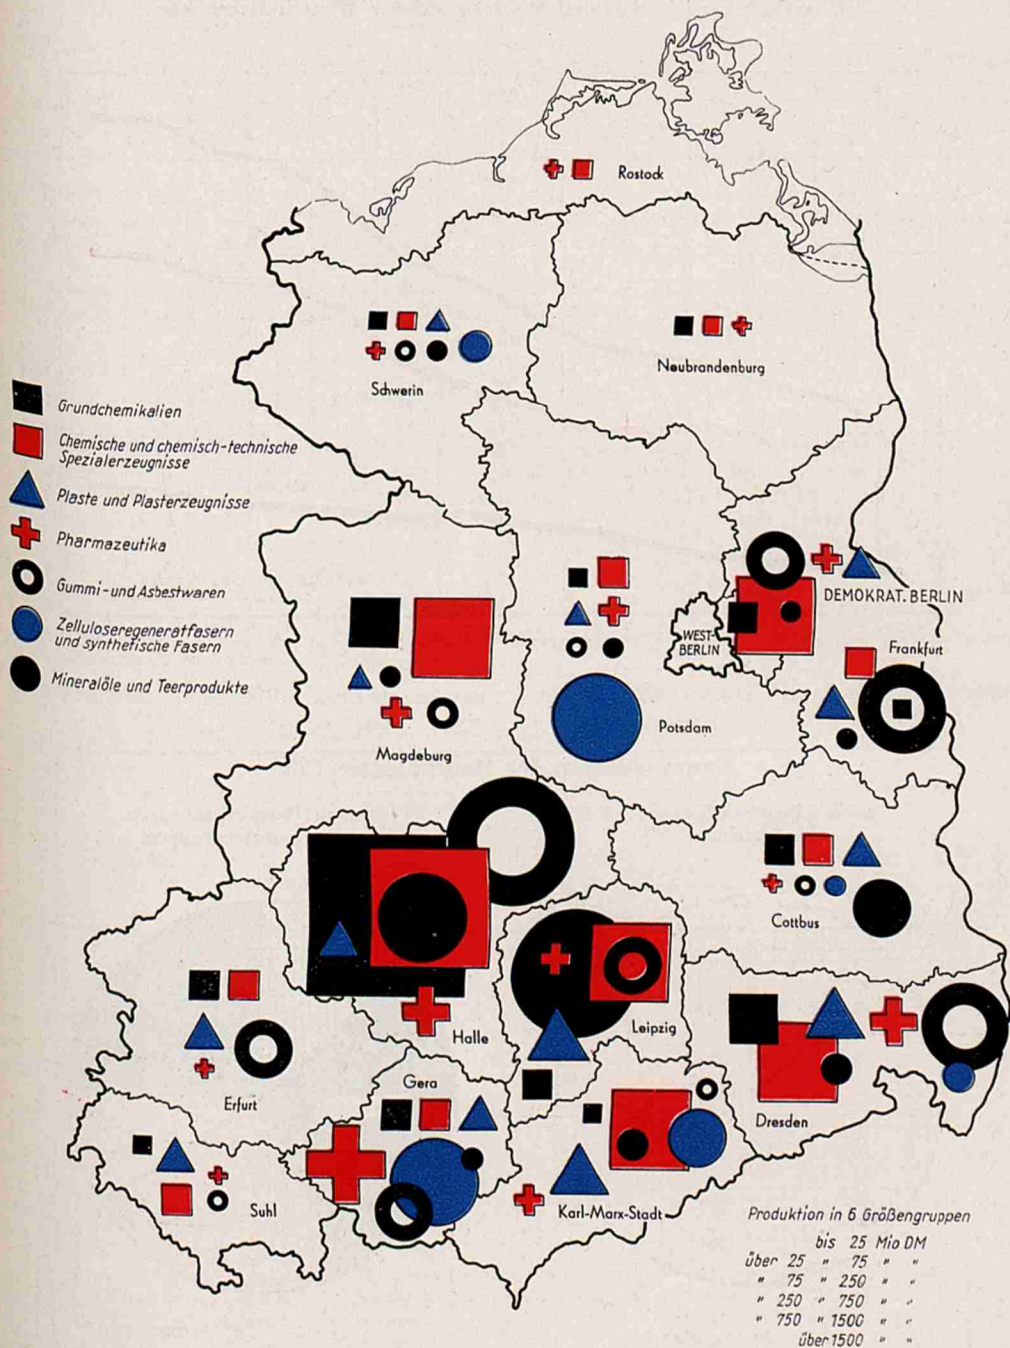 Rostock
Neubrandenburg
Schwerin
Grundchemikalien
Chemische und chemisch-technische
Spezialerzeugnisse
Plaste und Plasterzeugnisse
Pharmazeutika
Gummi-und Asbestwaren
Zelluloseregeneratfasern
und synthetische Fasern
Mineralöle und Teerprodukte
DEMOKRAT. BERLIN
WEST-
BERLIN
Frankfurt
Potsdam
Magdeburg
Cottbus
Leipzig
Halle
Gera
Erfurt
Dresden
Suhl
Karl-Marx-Stadt
Produktion in 6 Größengruppen
bis 25 Mio DM
über 25 " 75 " "
" 75 " 250 " "
" 250 " 750 " "
" 750 " 1500 " "
über 1500 " "